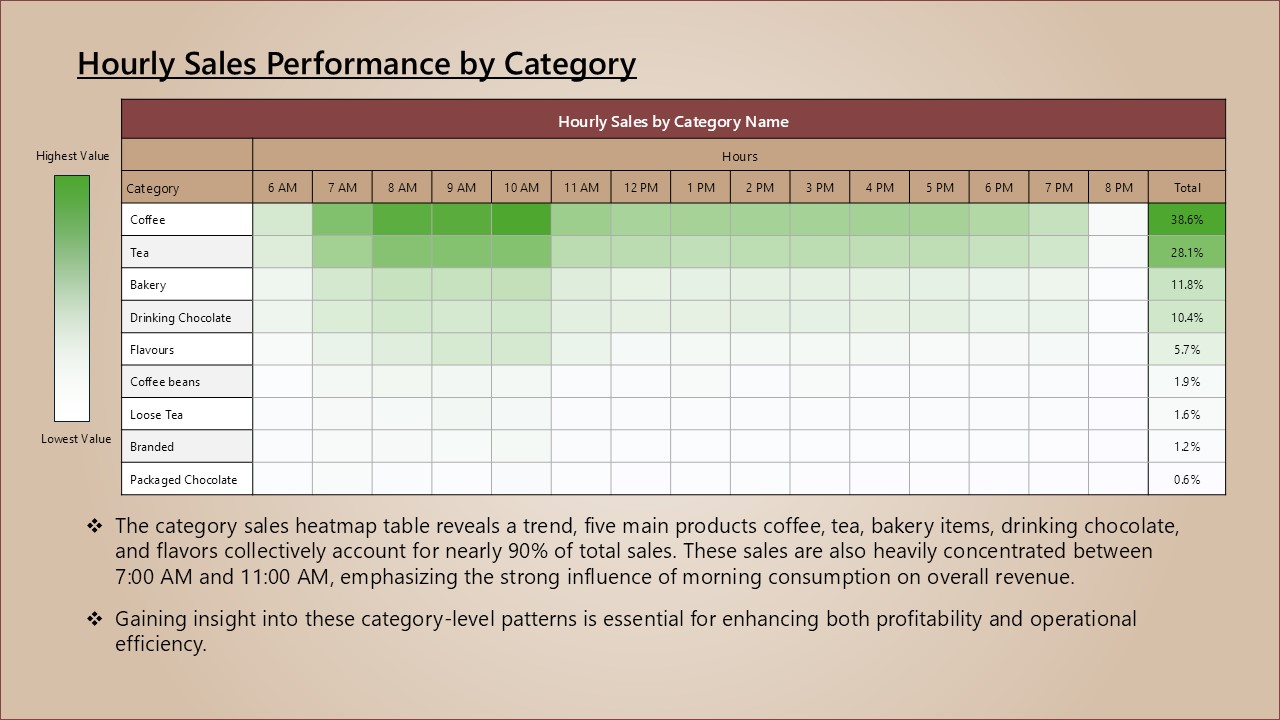 Hourly Sales Performance by Category
Hourly Sales by Category Name
Highest Value
Hours
Category 6 AM 7 AM 8 AM 9 AM 10 AM 11 AM 12 PM 1 PM 2 PM 3 PM 4 PM 5 PM 6 PM 7 PM 8 PM Total
Coffee 38.6%
Tea 28.1%
Bakery 11.8%
Drinking Chocolate 10.4%
Flavours 5.7%
Coffee beans 1.9%
Loose Tea 1.6%
Lowest Value
Branded 1.2%
Packaged Chocolate 0.6%
❖ The category sales heatmap table reveals a trend, five main products coffee, tea, bakery items, drinking chocolate,
and flavors collectively account for nearly 90% of total sales. These sales are also heavily concentrated between
7:00 AM and 11:00 AM, emphasizing the strong influence of morning consumption on overall revenue.
❖ Gaining insight into these category-level patterns is essential for enhancing both profitability and operational
efficiency.